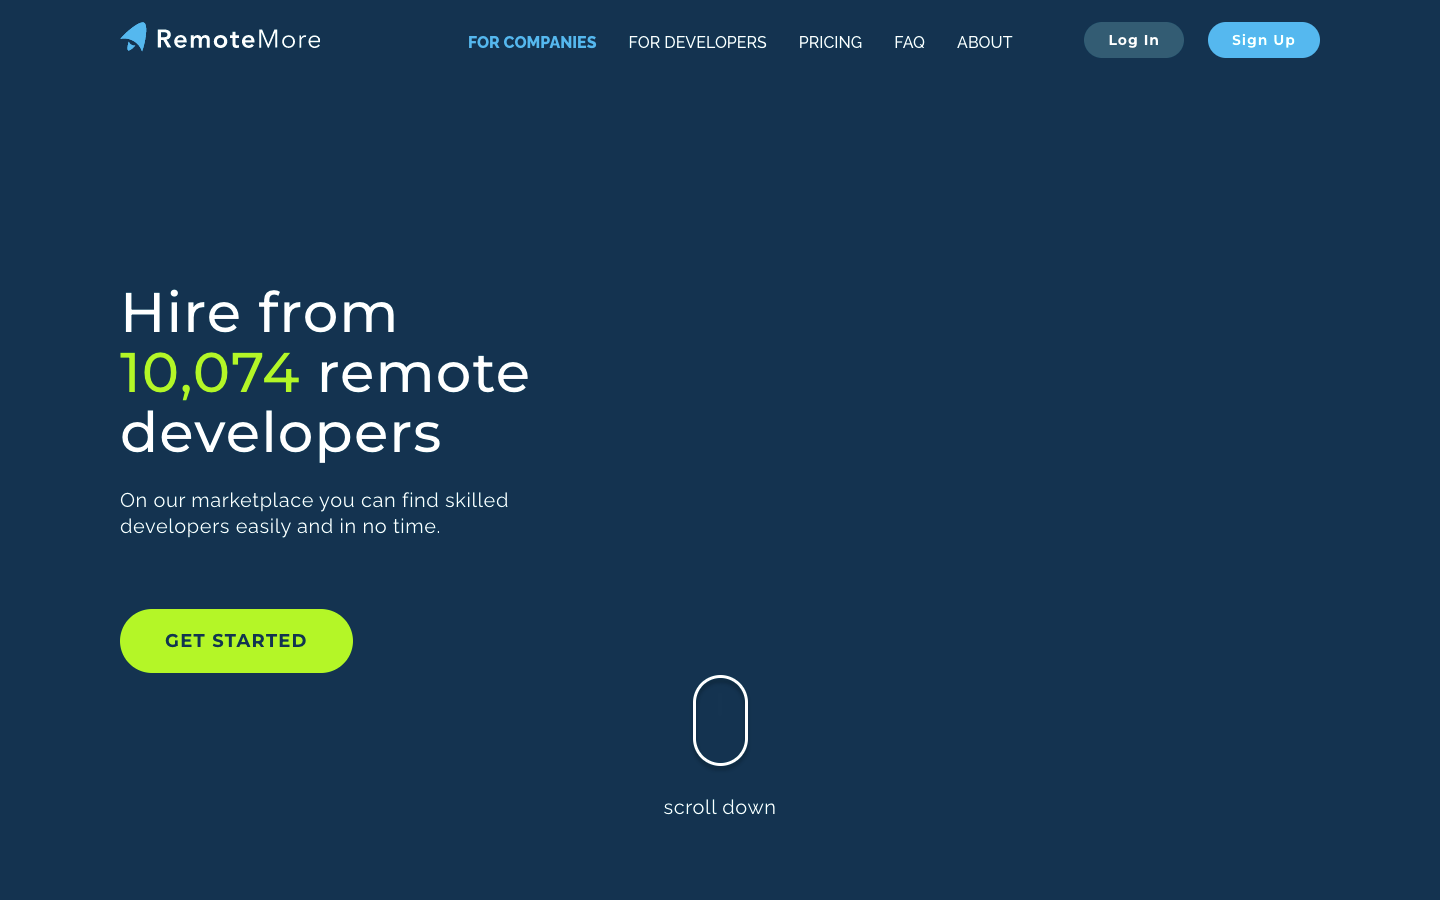 RemoteMore
FOR COMPANIES
FOR DEVELOPERS
PRICING
FAQ
ABOUT
Log In
Sign Up
Hire from
10,074 remote
developers
On our marketplace you can find skilled
developers easily and in no time.
GET STARTED
scroll down